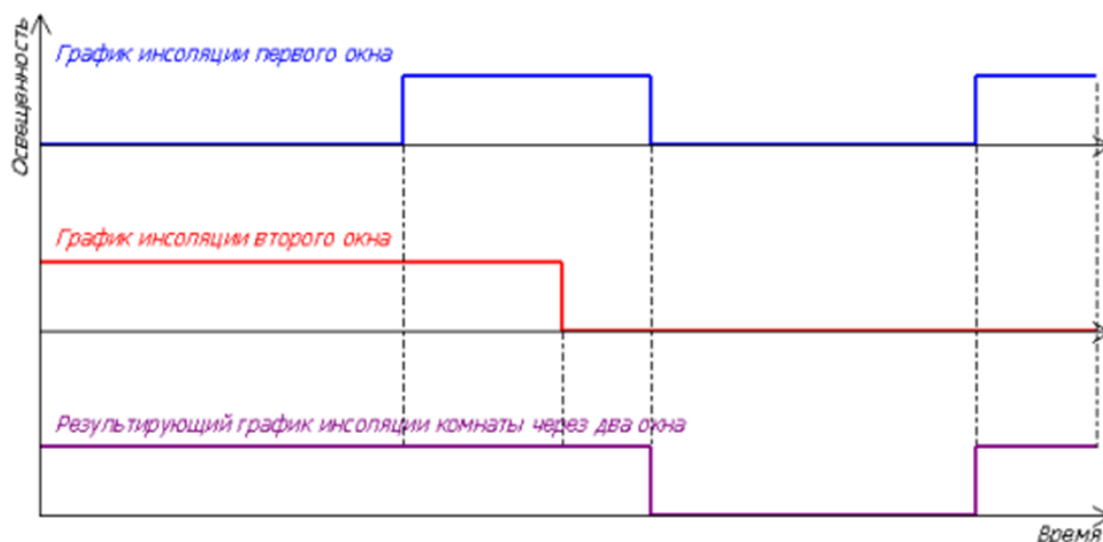 Освещенность
График инсоляции первого окна
График инсоляции второго окна
Результирующий график инсоляции комнаты через два окна
Время